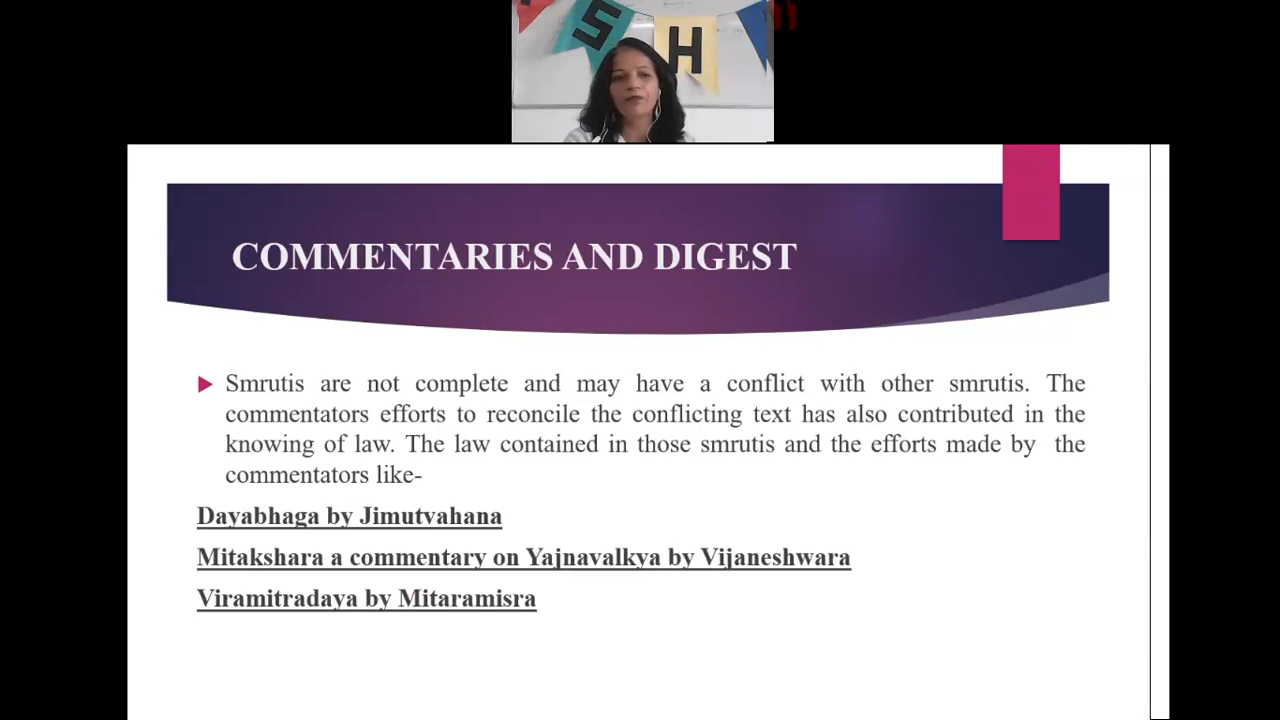 S H
COMMENTARIES AND DIGEST
Smrutis are not complete and may have a conflict with other smrutis. The
commentators efforts to reconcile the conflicting text has also contributed in the
knowing of law. The law contained in those smrutis and the efforts made by the
commentators like-
Dayabhaga by Jimutvahana
Mitakshara a commentary on Yajnavalkya by Vijaneshwara
Viramitradaya by Mitaramisra